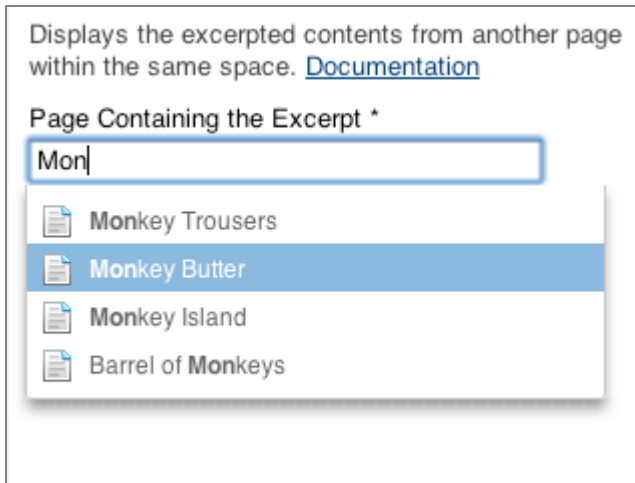 Displays the excerpted contents from another page
within the same space. Documentation
Page Containing the Excerpt *
Mon
Monkey Trousers
Monkey Butter
Monkey Island
Barrel of Monkeys